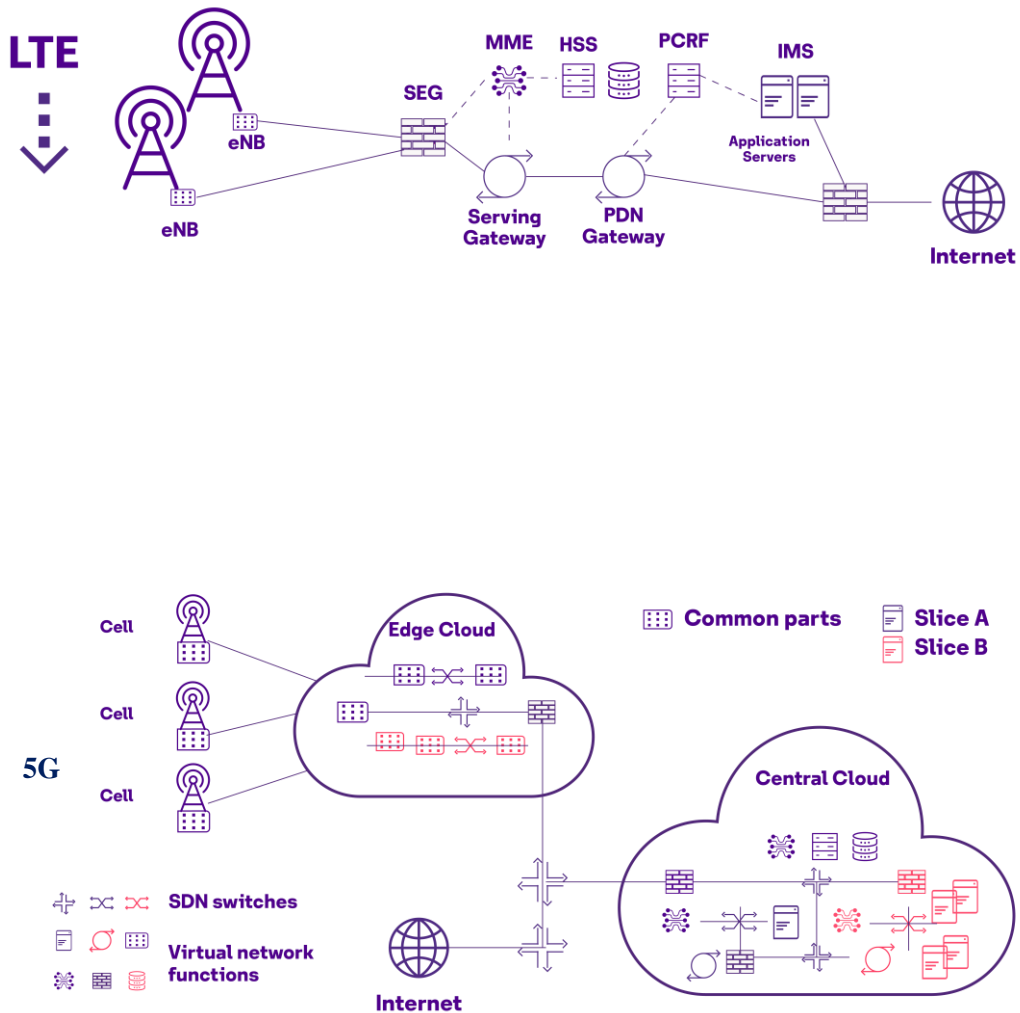 LTE
MME
HSS
PCRF
IMS
SEG
eNB
eNB
Application
Servers
Serving
Gateway
PDN
Gateway
Internet
Cell
Edge Cloud
Common parts
Slice A
Slice B
Cell
5G
Cell
Central Cloud
SDN switches
Virtual network
functions
Internet